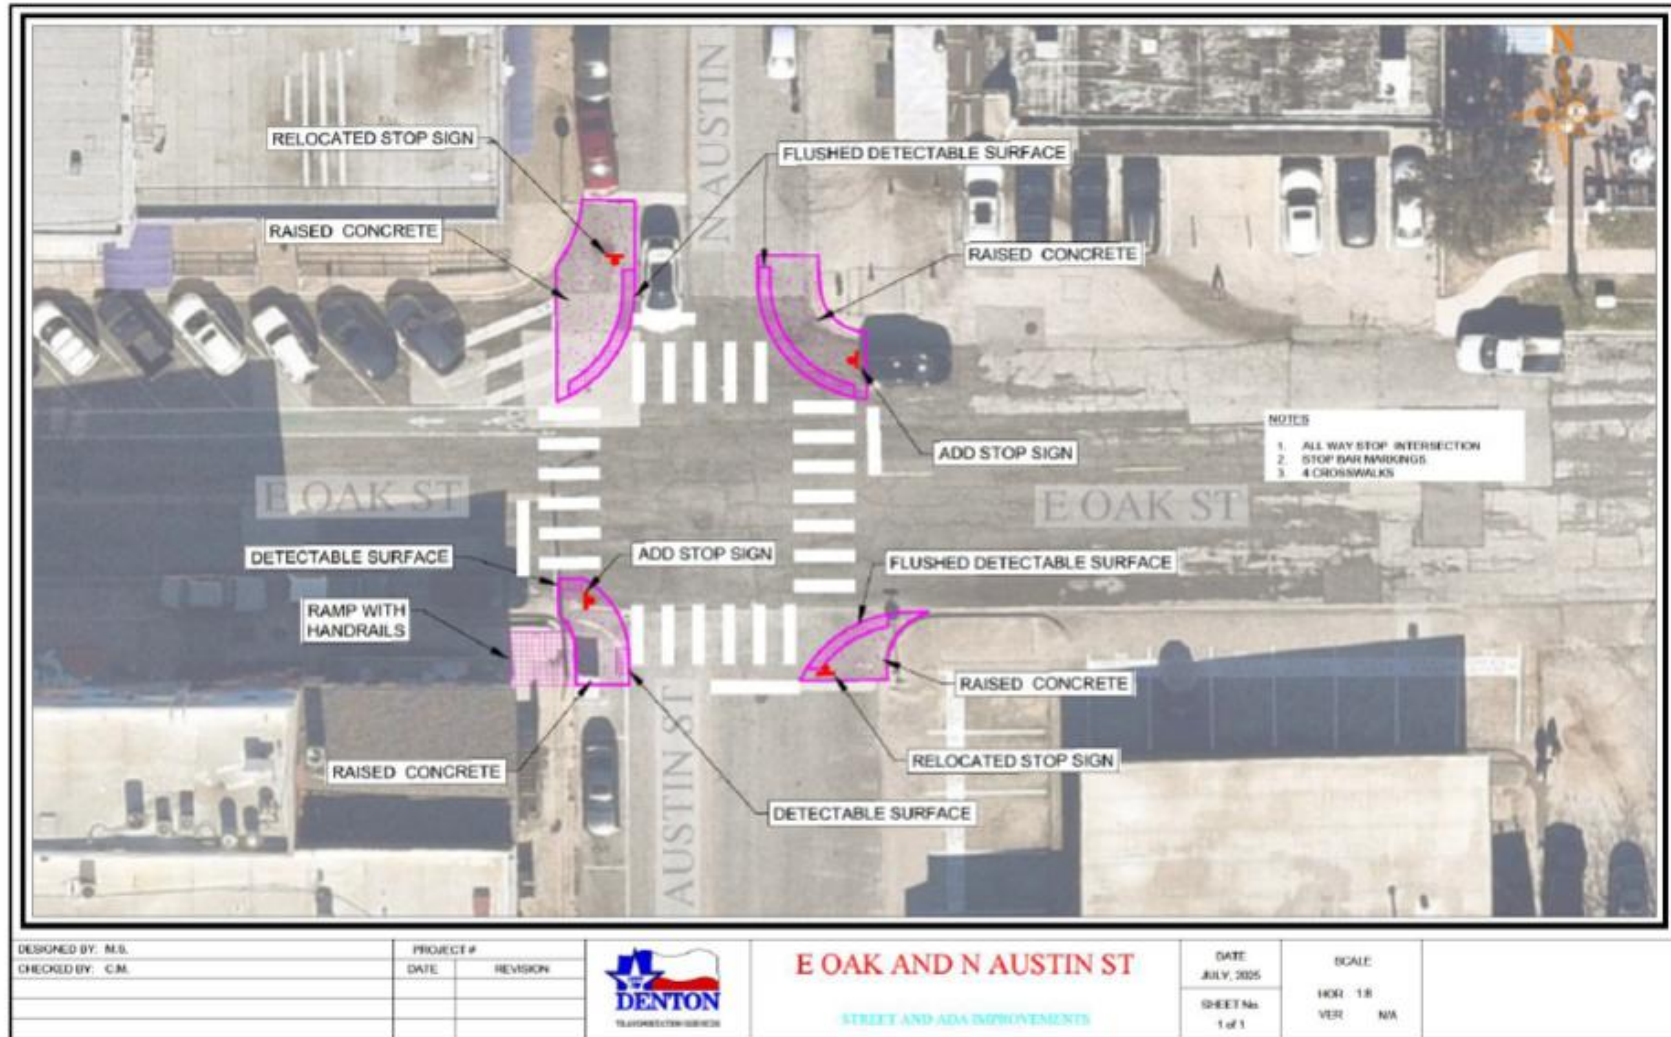 N
N AUSTIN
RELOCATED STOP SIGN
FLUSHED DETECTABLE SURFACE
RAISED CONCRETE
RAISED CONCRETE
ADD STOP SIGN
NOTES
1. ALL WAY STOP INTERSECTION
2. STOP BAR MARKINGS
3. 4 CROSSWALKS
E OAK ST
E OAK ST
DETECTABLE SURFACE
ADD STOP SIGN
FLUSHED DETECTABLE SURFACE
RAMP WITH
HANDRAILS
RAISED CONCRETE
RELOCATED STOP SIGN
RAISED CONCRETE
DETECTABLE SURFACE
AUSTIN ST
DESIGNED BY: M.G.
CHECKED BY: C.M.
PROJECT #
DATE REVISION
DENTON
TRANSPORTATION SERVICES
E OAK AND N AUSTIN ST
STREET AND ADA IMPROVEMENTS
DATE
JULY, 2025
SHEET No.
1 of 1
SCALE
HOR 1:8
VER N/A